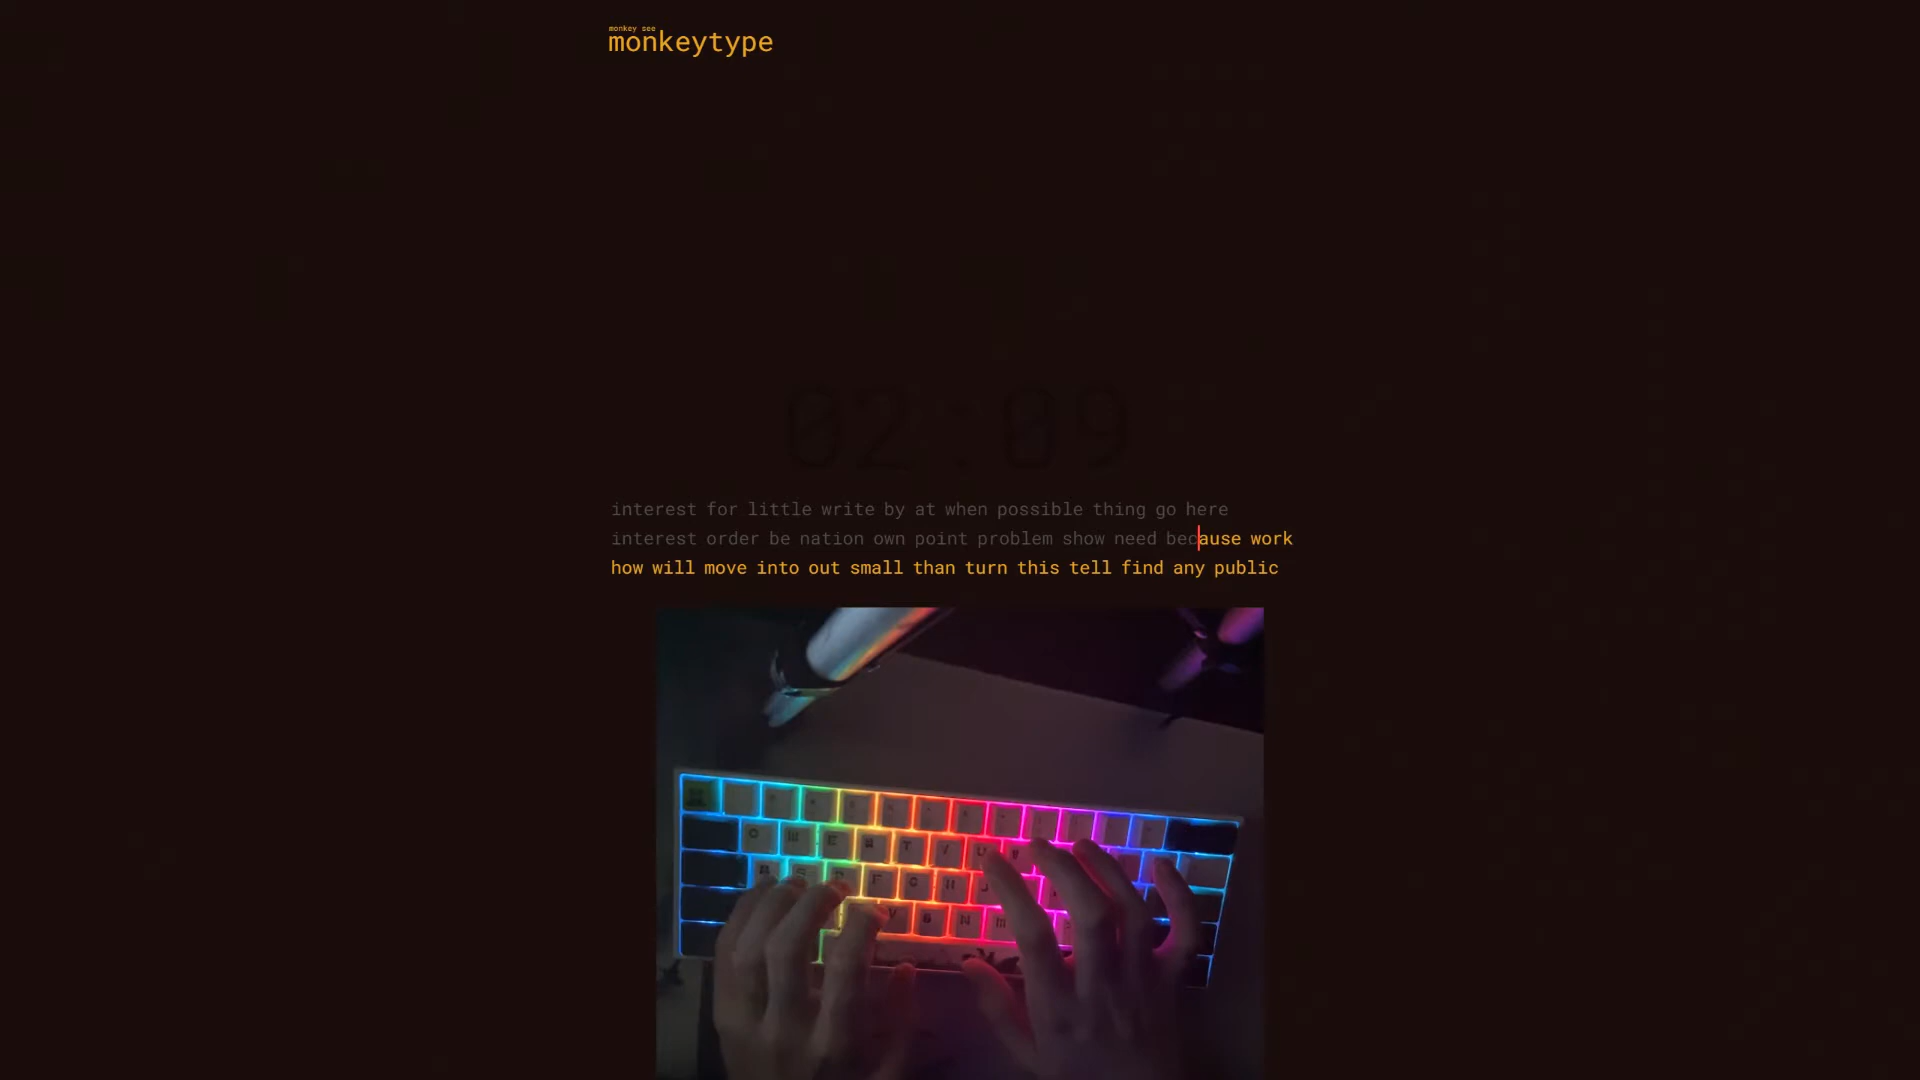 monkey see
monkeytype
02:09
interest for little write by at when possible thing go here
interest order be nation own point problem show need because work
how will move into out small than turn this tell find any public